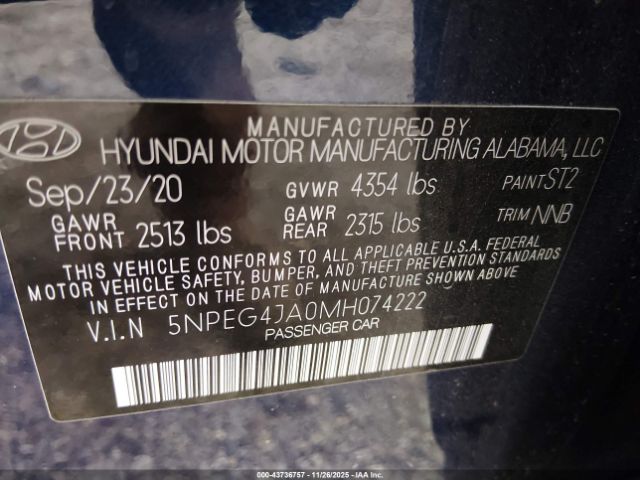 MANUFACTURED BY
HYUNDAI MOTOR MANUFACTURING ALABAMA, LLC
Sep/23/20 GVWR 4354 lbs PAINT ST2
GAWR FRONT 2513 lbs GAWR REAR 2315 lbs TRIM NNB
THIS VEHICLE CONFORMS TO ALL APPLICABLE U.S.A. FEDERAL
MOTOR VEHICLE SAFETY, BUMPER, AND THEFT PREVENTION STANDARDS
IN EFFECT ON THE DATE OF MANUFACTURE SHOWN ABOVE
V.I.N 5NPEG4JA0MH074222
PASSENGER CAR
000-43736757 - 11/26/2025 - IAAI.COM